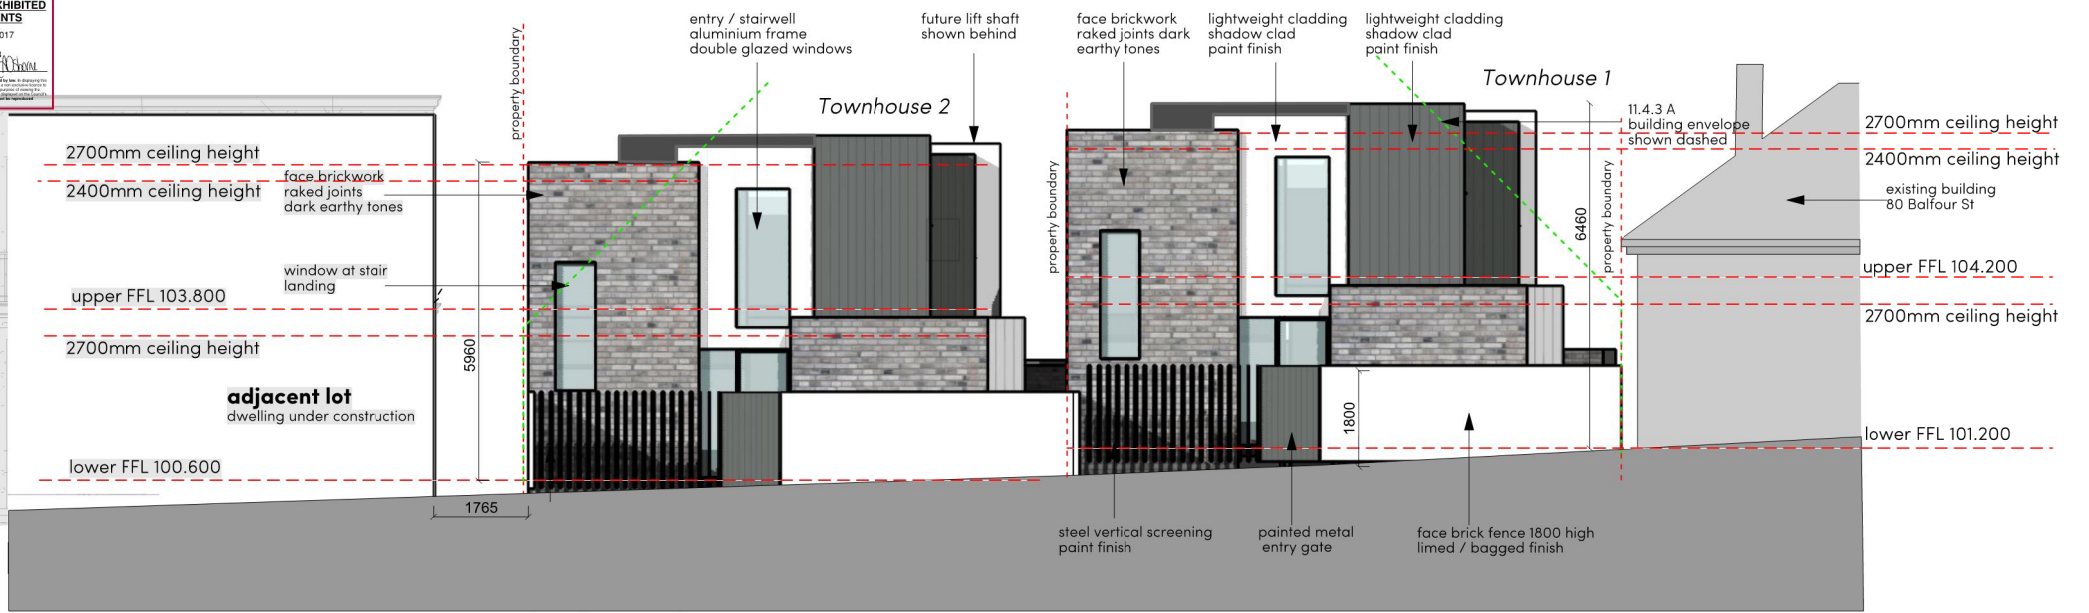 EXHIBITED
017
entry / stairwell
aluminium frame
double glazed windows
future lift shaft
shown behind
face brickwork
raked joints dark
earthy tones
lightweight cladding
shadow clad
paint finish
lightweight cladding
shadow clad
paint finish
property boundary
Townhouse 2
Townhouse 1
11.4.3 A
building envelope
shown dashed
2700mm ceiling height
2400mm ceiling height
face brickwork
raked joints
dark earthy tones
window at stair
landing
upper FFL 103.800
2700mm ceiling height
adjacent lot
dwelling under construction
lower FFL 100.600
1765
5960
property boundary
6460
property boundary
1800
2700mm ceiling height
2400mm ceiling height
existing building
80 Balfour St
upper FFL 104.200
2700mm ceiling height
lower FFL 101.200
steel vertical screening
paint finish
painted metal
entry gate
face brick fence 1800 high
limed / bagged finish